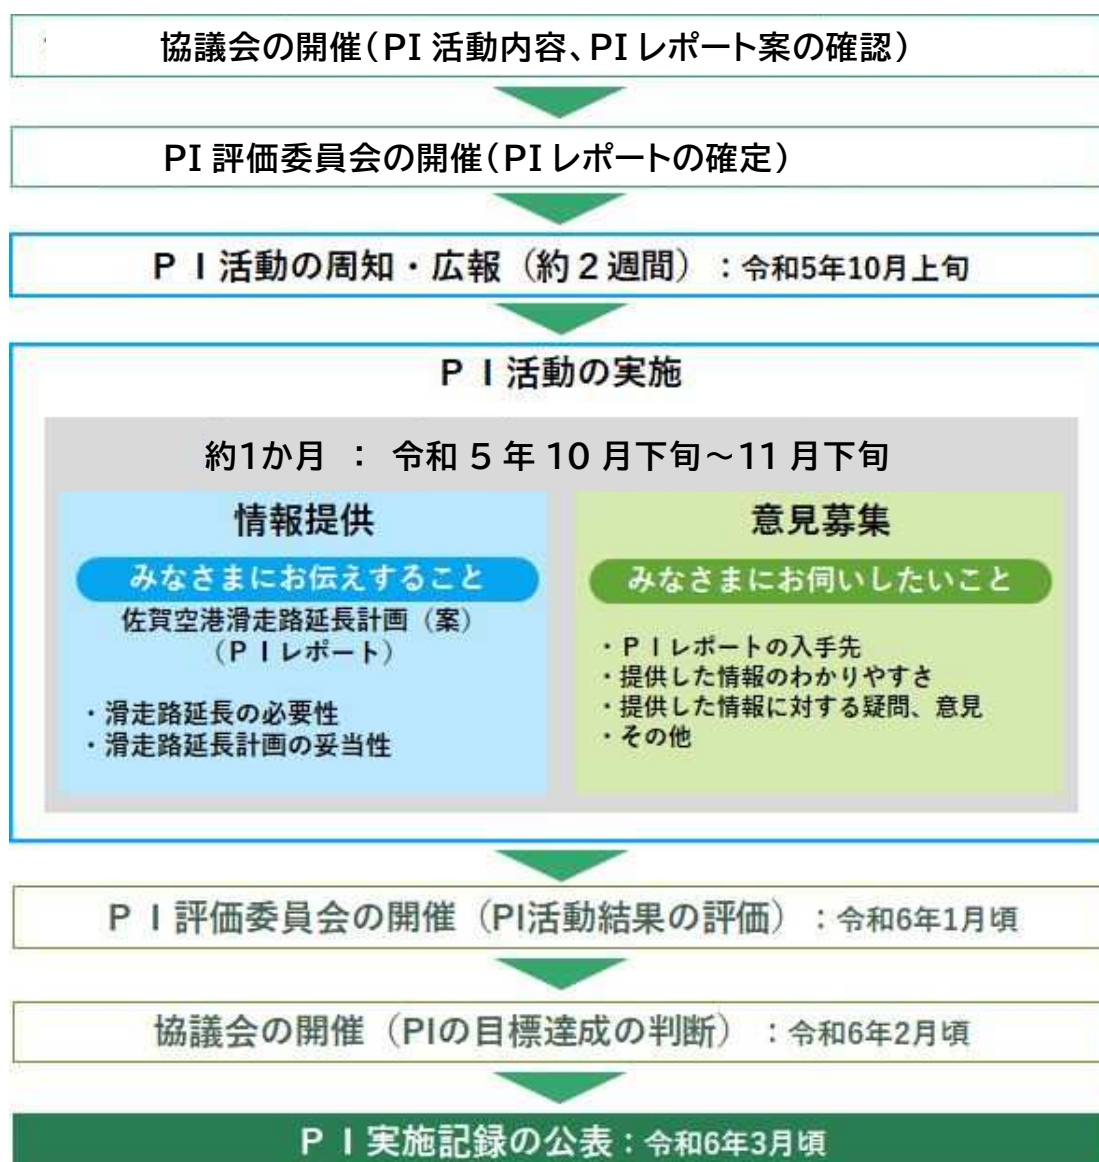 協議会の開催(PI 活動内容、PI レポート案の確認)
PI 評価委員会の開催(PI レポートの確定)
ＰＩ活動の周知・広報（約２週間）：令和5年10月上旬
ＰＩ活動の実施
約1か月 ： 令和 5 年 10 月下旬～11 月下旬
情報提供
みなさまにお伝えすること
佐賀空港滑走路延長計画（案）
（ＰＩレポート）
・滑走路延長の必要性
・滑走路延長計画の妥当性
意見募集
みなさまにお伺いしたいこと
・ＰＩレポートの入手先
・提供した情報のわかりやすさ
・提供した情報に対する疑問、意見
・その他
ＰＩ評価委員会の開催（PI活動結果の評価）：令和6年1月頃
協議会の開催（PIの目標達成の判断）：令和6年2月頃
ＰＩ実施記録の公表：令和6年3月頃